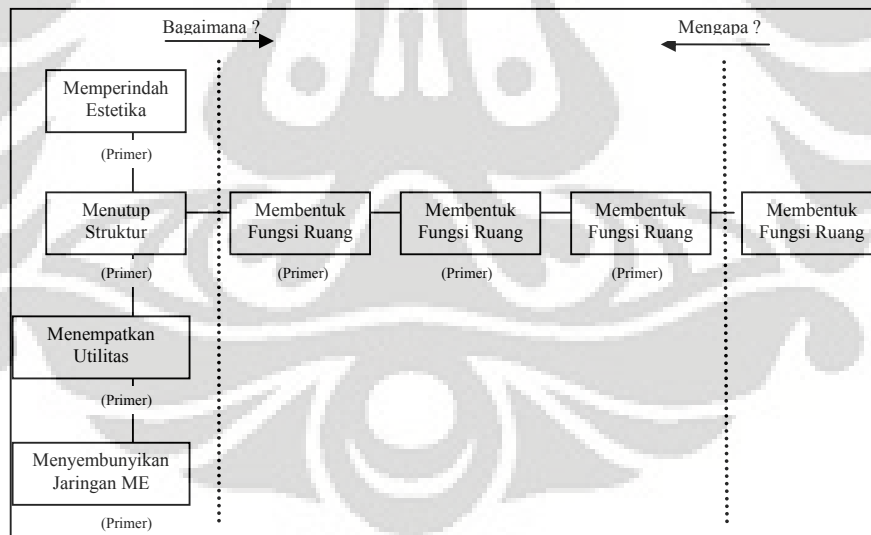 Bagaimana ?
Mengapa ?
Memperindah
Estetika
(Primer)
Menutup
Struktur
(Primer)
Membentuk
Fungsi Ruang
(Primer)
Membentuk
Fungsi Ruang
(Primer)
Membentuk
Fungsi Ruang
(Primer)
Membentuk
Fungsi Ruang
Menempatkan
Utilitas
(Primer)
Menyembunyikan
Jaringan ME
(Primer)